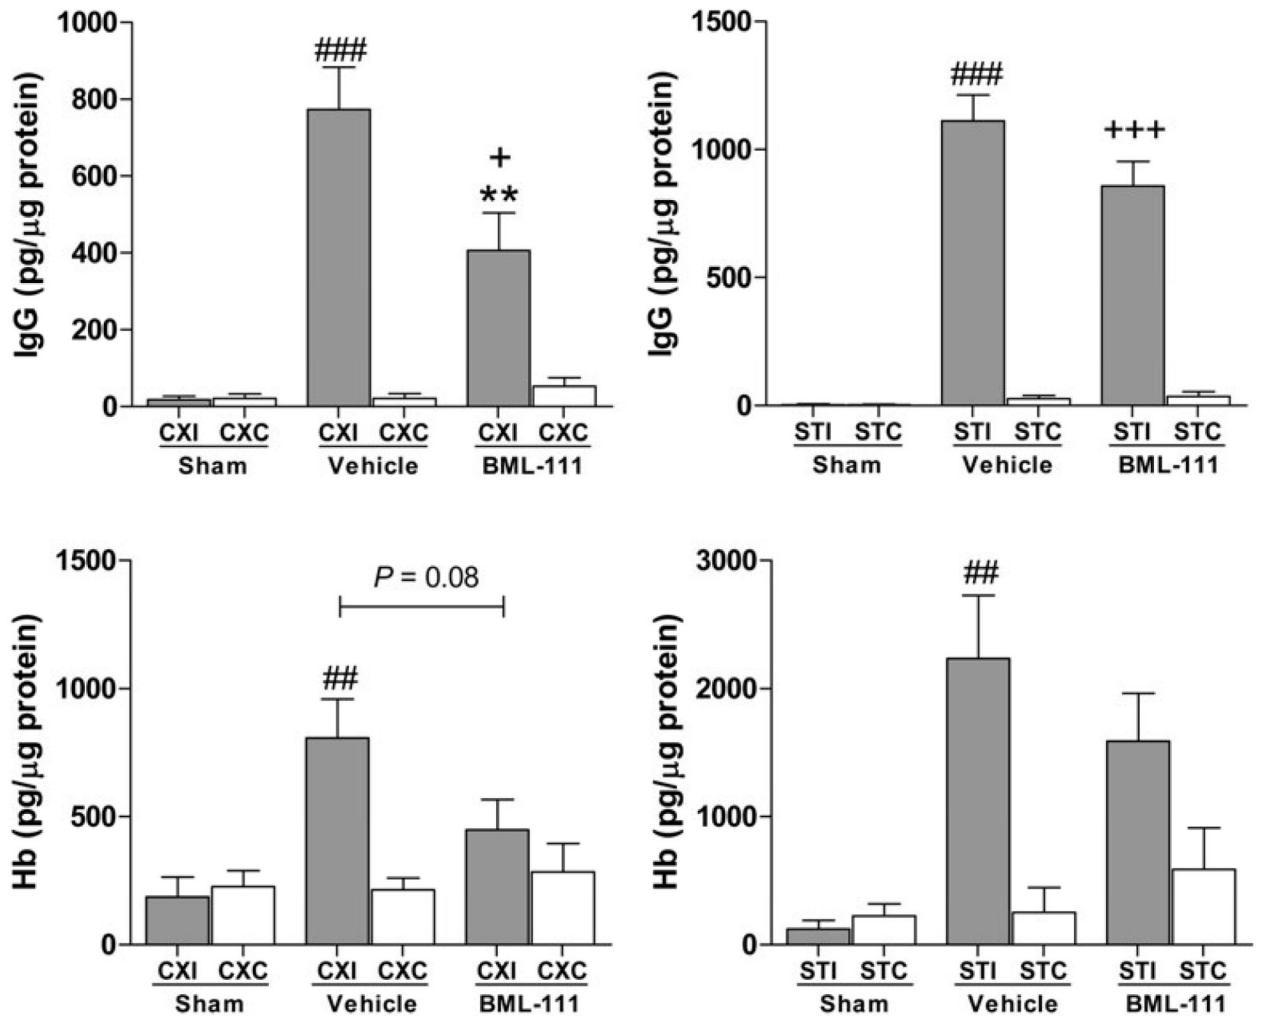 IgG (pg/μg protein)
1000
800
600
400
200
0
###
+
**
CXI CXC CXI CXC CXI CXC
Sham Vehicle BML-111
IgG (pg/μg protein)
1500
1000
500
0
###
+++
STI STC STI STC STI STC
Sham Vehicle BML-111
Hb (pg/μg protein)
1500
1000
500
0
P = 0.08
##
CXI CXC CXI CXC CXI CXC
Sham Vehicle BML-111
Hb (pg/μg protein)
3000
2000
1000
0
##
STI STC STI STC STI STC
Sham Vehicle BML-111